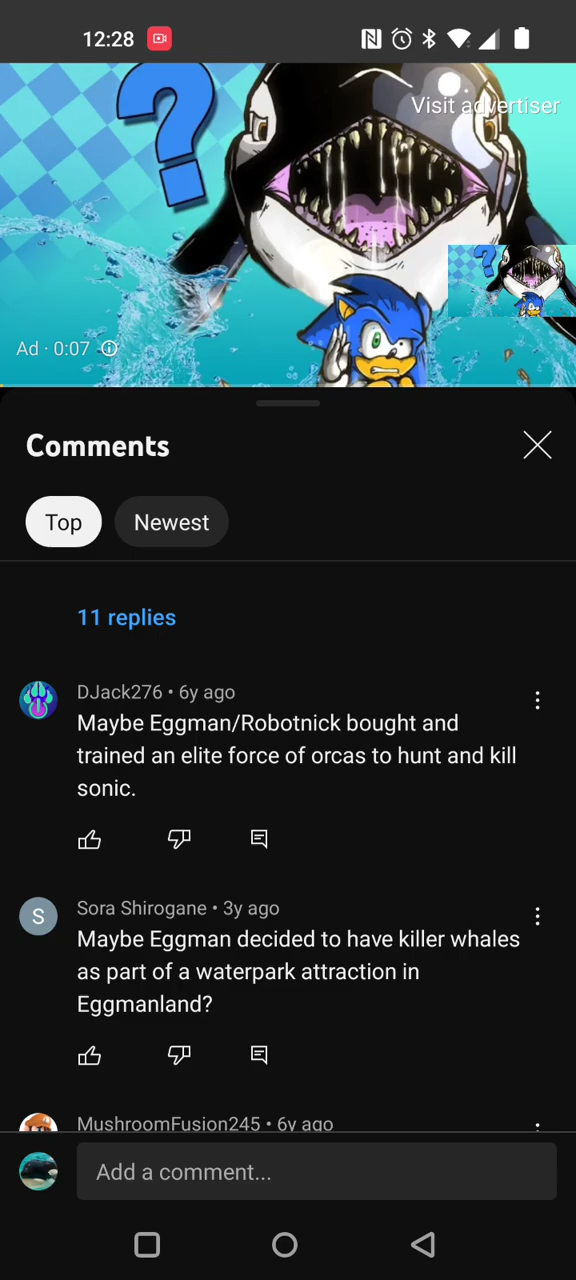 12:28
?
Visit advertiser
?
Ad · 0:07
Comments
Top
Newest
11 replies
DJack276 • 6y ago
Maybe Eggman/Robotnick bought and
trained an elite force of orcas to hunt and kill
sonic.
S
Sora Shirogane • 3y ago
Maybe Eggman decided to have killer whales
as part of a waterpark attraction in
Eggmanland?
MushroomFusion245 • 6y ago
Add a comment...